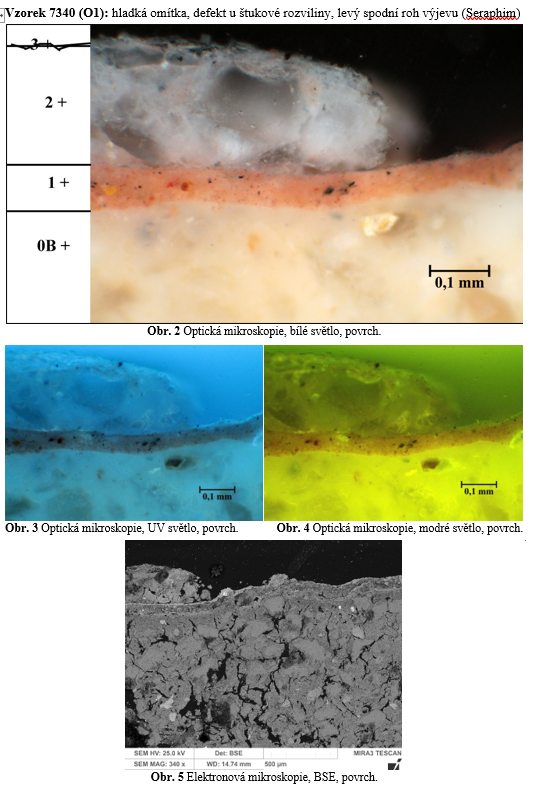 Vzorek 7340 (O1): hladká omítka, defekt u štukové rozviliny, levý spodní roh výjevu (Seraphim)
3 +
2 +
1 +
0B +
0,1 mm
Obr. 2 Optická mikroskopie, bílé světlo, povrch.
0,1 mm
0,1 mm
Obr. 3 Optická mikroskopie, UV světlo, povrch.
Obr. 4 Optická mikroskopie, modré světlo, povrch.
SEM HV: 25.0 kV Det: BSE MIRA3 TESCAN
SEM MAG: 340 x WD: 14.74 mm 500 µm
Obr. 5 Elektronová mikroskopie, BSE, povrch.